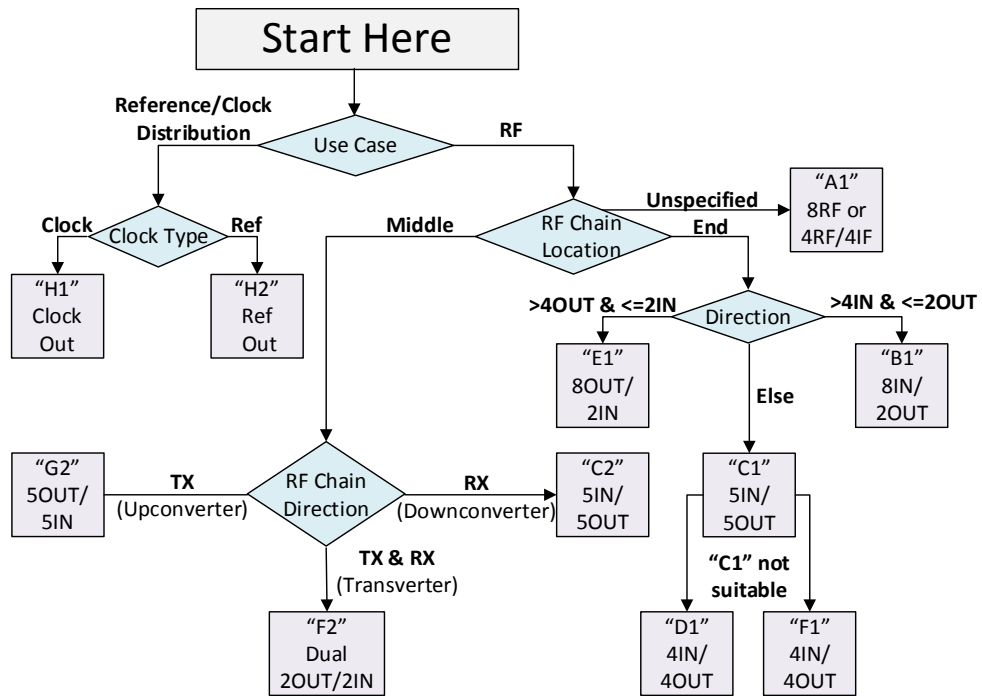 Start Here
Reference/Clock
Distribution
Use Case
RF
Clock
Clock Type
Ref
Middle
RF Chain
Location
Unspecified
End
“A1”
8RF or
4RF/4IF
“H1”
Clock
Out
“H2”
Ref
Out
>4OUT & <=2IN
Direction
>4IN & <=2OUT
“E1”
8OUT/
2IN
Else
“B1”
8IN/
2OUT
“G2”
5OUT/
5IN
TX
(Upconverter)
RF Chain
Direction
RX
(Downconverter)
“C2”
5IN/
5OUT
“C1”
5IN/
5OUT
TX & RX
(Transverter)
“C1” not
suitable
“F2”
Dual
2OUT/2IN
“D1”
4IN/
4OUT
“F1”
4IN/
4OUT